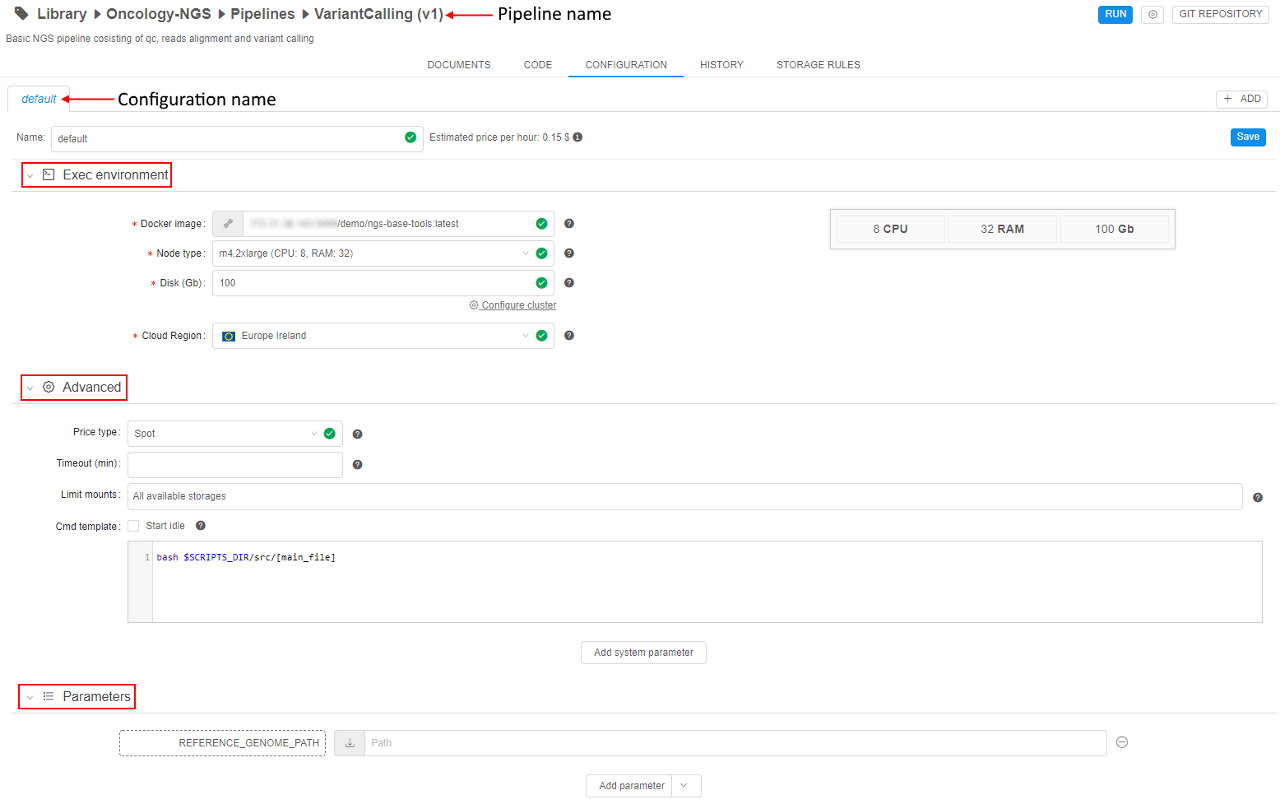 Library Oncology-NGS Pipelines VariantCalling (v1) Pipeline name RUN GIT REPOSITORY
Basic NGS pipeline cosisting of qc, reads alignment and variant calling
DOCUMENTS CODE CONFIGURATION HISTORY STORAGE RULES
default Configuration name + ADD
Name: default Estimated price per hour: 0.15 $ Save
Exec environment
* Docker image: /demo/ngs-base-tools:latest 8 CPU 32 RAM 100 Gb
* Node type: m4.2xlarge (CPU: 8, RAM: 32)
* Disk (Gb): 100
Configure cluster
* Cloud Region: Europe Ireland
Advanced
Price type: Spot
Timeout (min):
Limit mounts: All available storages
Cmd template: Start idle
1 bash $SCRIPTS_DIR/src/[main_file]
Add system parameter
Parameters
REFERENCE_GENOME_PATH Path
Add parameter